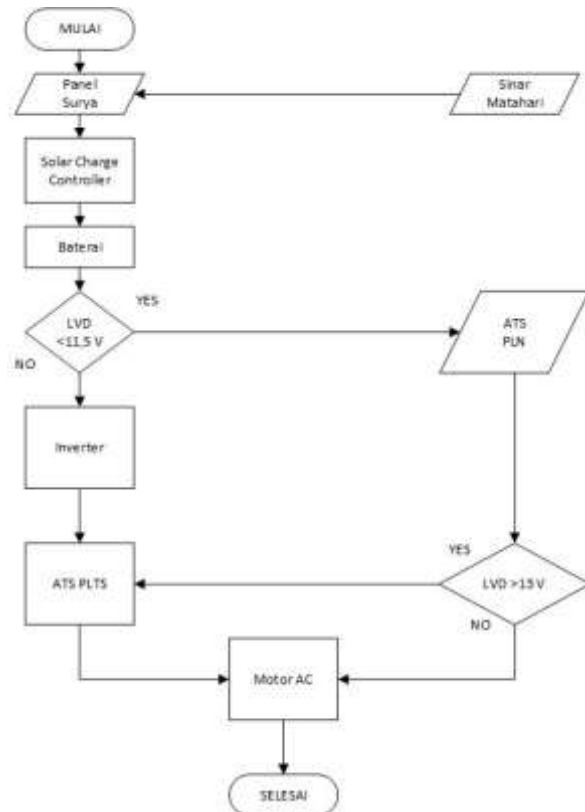 MULAI
Panel
Surya
Sinar
Matahari
Solar Charge
Controller
Baterai
YES
LVD
<11,5 V
ATS
PLN
NO
Inverter
YES
ATS PLTS
LVD >13 V
NO
Motor AC
SELESAI